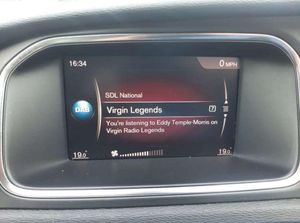 16:34
0 MPH
SDL National
DAB
Virgin Legends
7
You're listening to Eddy Temple-Morris on
Virgin Radio Legends
19.0
19.0